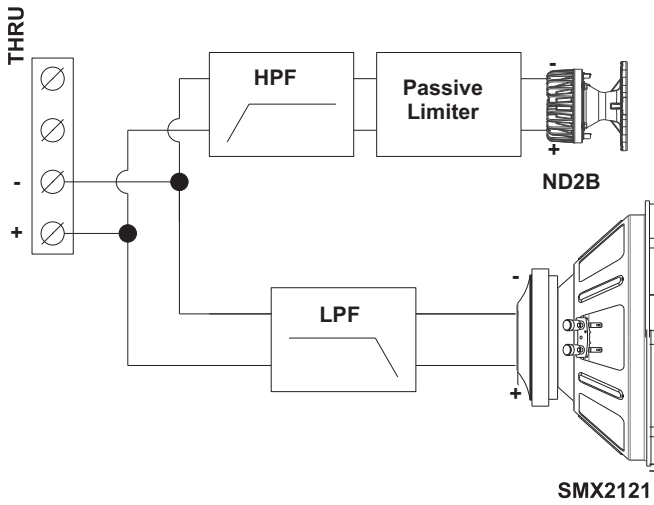 THRU
HPF
Passive
Limiter
-
+
ND2B
-
+
LPF
-
+
SMX2121